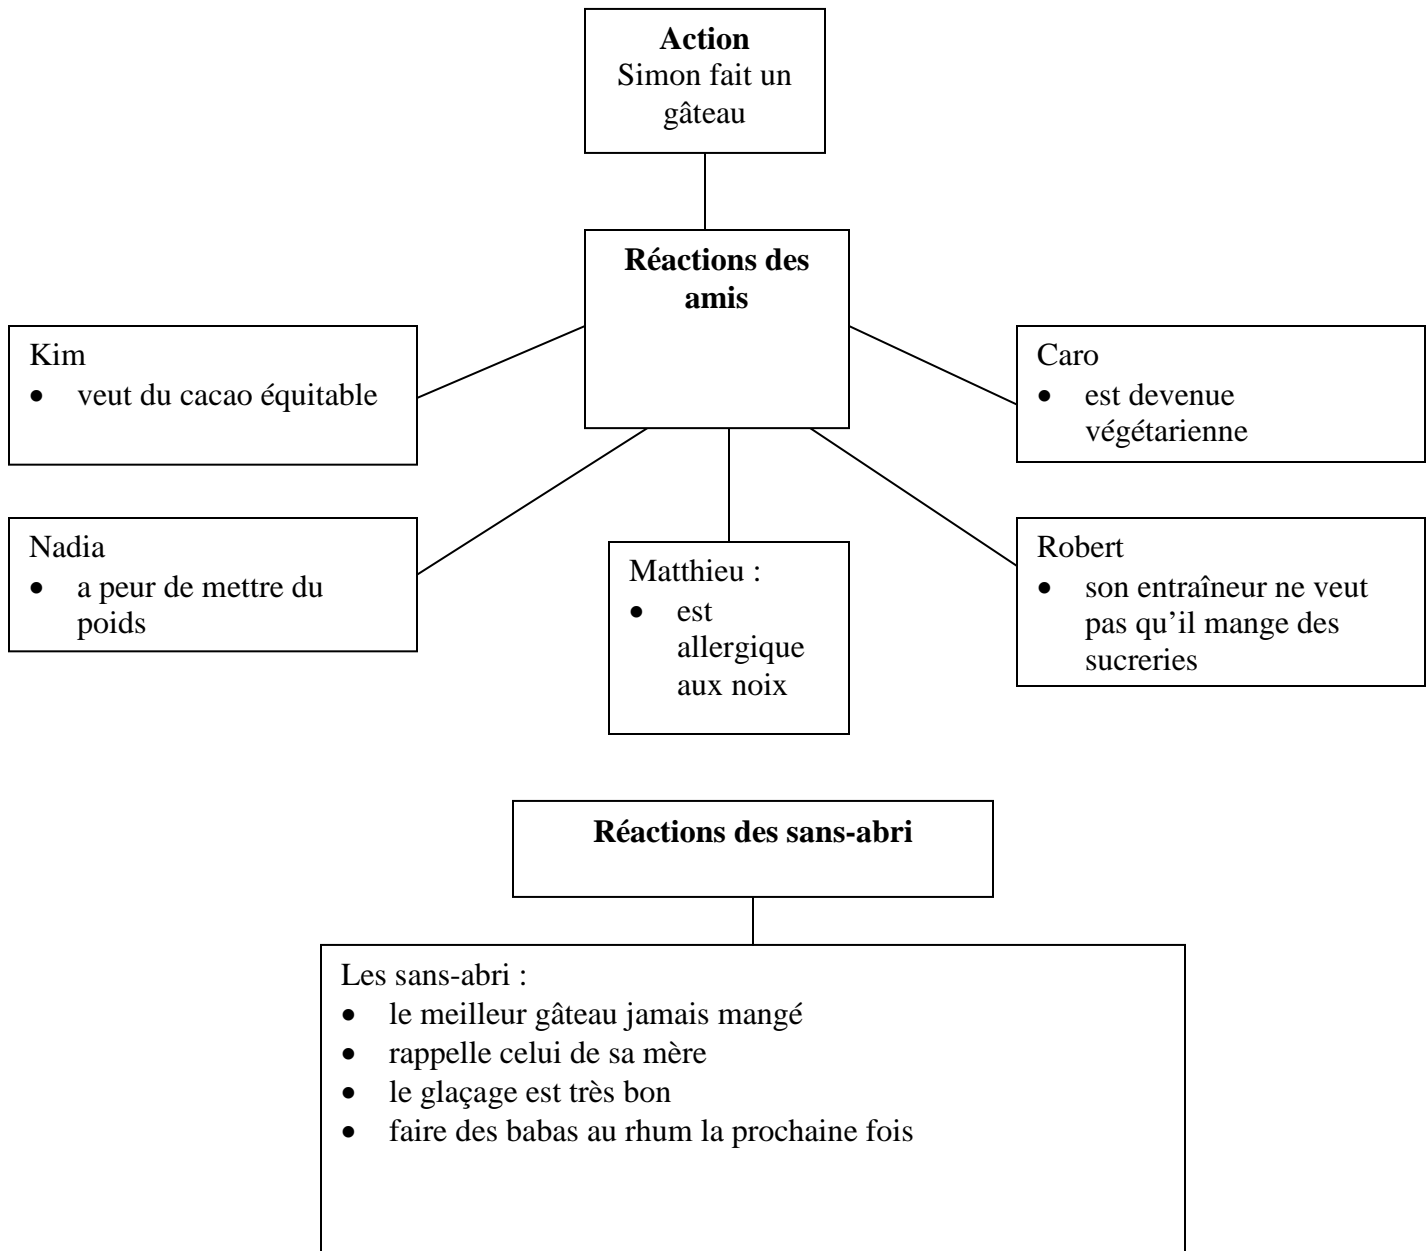 Action
Simon fait un
gâteau
Réactions des
amis
Kim
• veut du cacao équitable
Caro
• est devenue
végétarienne
Nadia
• a peur de mettre du
poids
Matthieu :
• est
allergique
aux noix
Robert
• son entraîneur ne veut
pas qu’il mange des
sucreries
Réactions des sans-abri
Les sans-abri :
• le meilleur gâteau jamais mangé
• rappelle celui de sa mère
• le glaçage est très bon
• faire des babas au rhum la prochaine fois